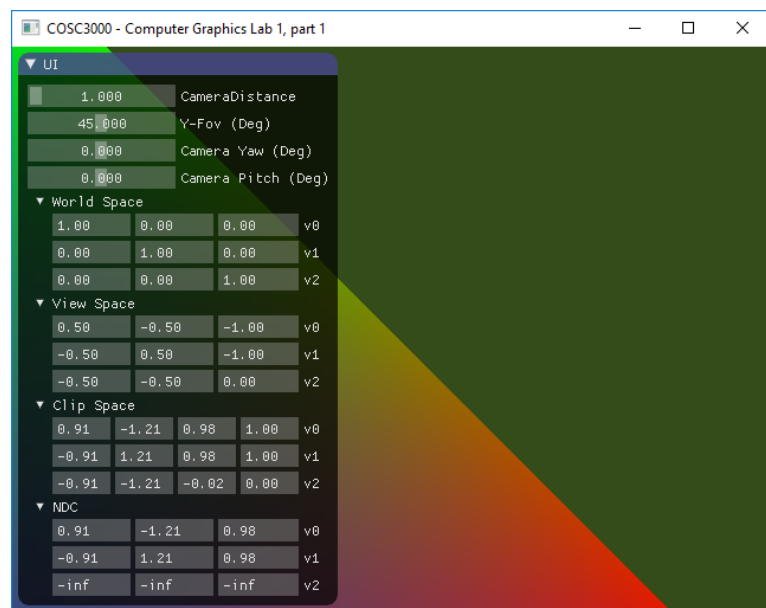 COSC3000 - Computer Graphics Lab 1, part 1
UI
1.000 CameraDistance
45.000 Y-Fov (Deg)
0.000 Camera Yaw (Deg)
0.000 Camera Pitch (Deg)
World Space
1.00 0.00 0.00 v0
0.00 1.00 0.00 v1
0.00 0.00 1.00 v2
View Space
0.50 -0.50 -1.00 v0
-0.50 0.50 -1.00 v1
-0.50 -0.50 0.00 v2
Clip Space
0.91 -1.21 0.98 1.00 v0
-0.91 1.21 0.98 1.00 v1
-0.91 -1.21 -0.02 0.00 v2
NDC
0.91 -1.21 0.98 v0
-0.91 1.21 0.98 v1
-inf -inf -inf v2